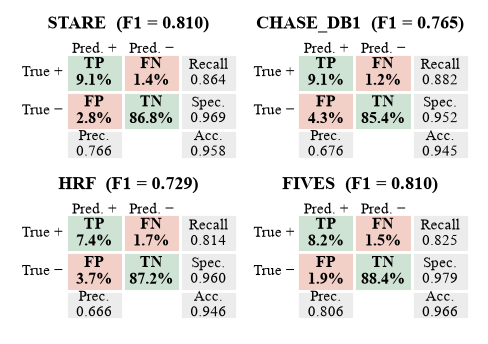 STARE (F1 = 0.810)
Pred. + Pred. −
True + TP 9.1% FN 1.4% Recall 0.864
True − FP 2.8% TN 86.8% Spec. 0.969
Prec. 0.766 Acc. 0.958
CHASE_DB1 (F1 = 0.765)
Pred. + Pred. −
True + TP 9.1% FN 1.2% Recall 0.882
True − FP 4.3% TN 85.4% Spec. 0.952
Prec. 0.676 Acc. 0.945
HRF (F1 = 0.729)
Pred. + Pred. −
True + TP 7.4% FN 1.7% Recall 0.814
True − FP 3.7% TN 87.2% Spec. 0.960
Prec. 0.666 Acc. 0.946
FIVES (F1 = 0.810)
Pred. + Pred. −
True + TP 8.2% FN 1.5% Recall 0.825
True − FP 1.9% TN 88.4% Spec. 0.979
Prec. 0.806 Acc. 0.966